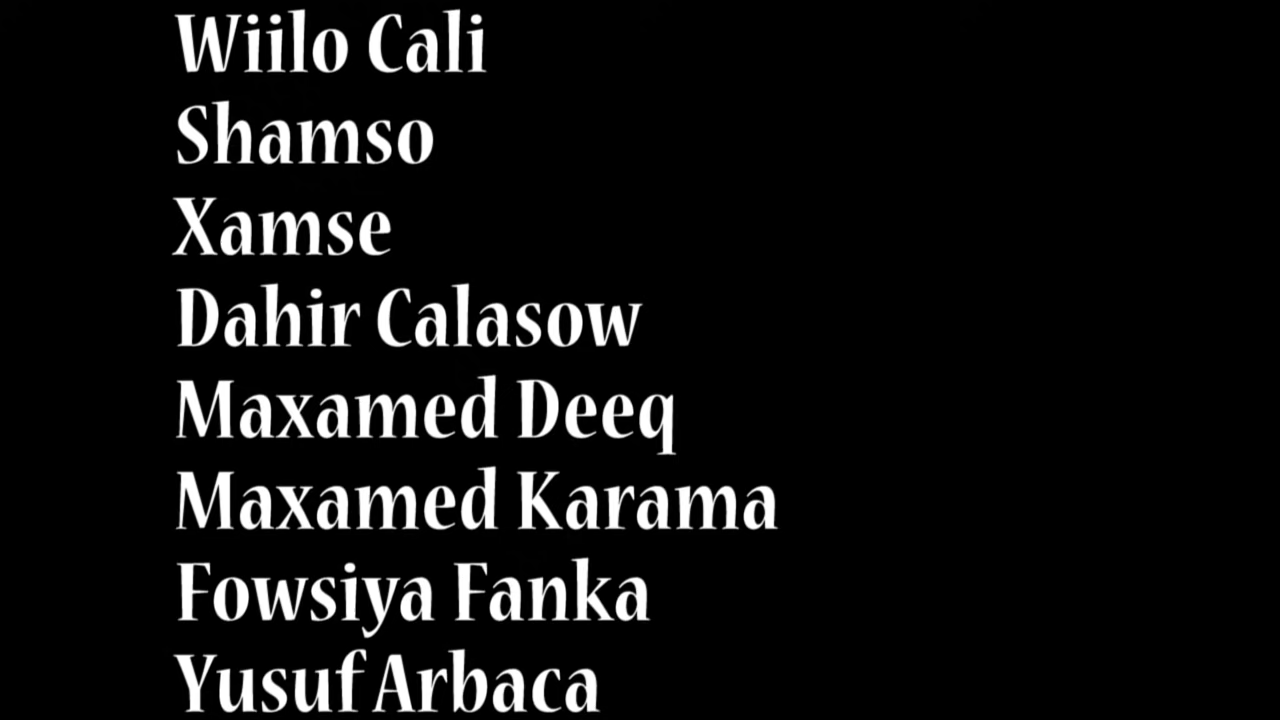 Wiilo Cali
Shamso
Xamse
Dahir Calasow
Maxamed Deeq
Maxamed Karama
Fowsiya Fanka
Yusuf Arbaca